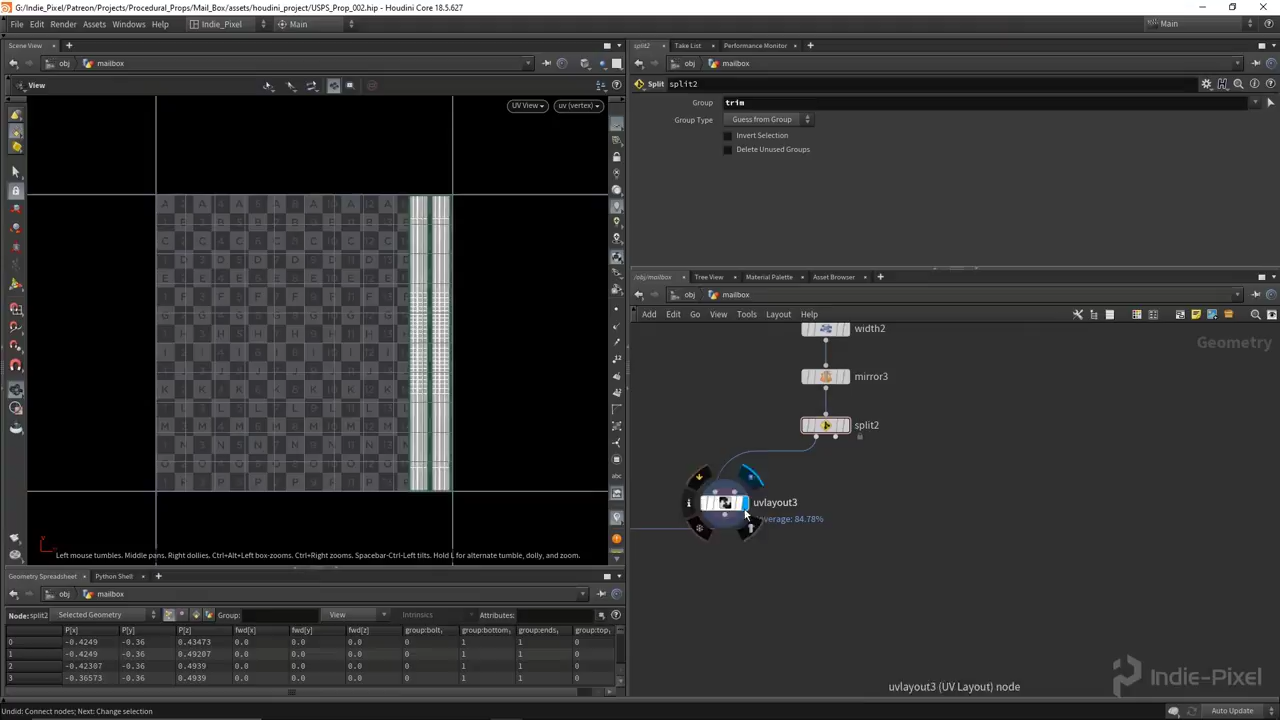 G:/Indie_Pixel/Patreon/Projects/Procedural_Props/Mail_Box/assets/houdini_project/USPS_Prop_002.hip - Houdini Core 18.5.627
File Edit Render Assets Windows Help Indie_Pixel Main Main
Scene View
obj mailbox
View
UV View uv (vertex)
Left mouse tumbles. Middle pans. Right dollies. Ctrl+Alt+Left box-zooms. Ctrl+Right zooms. Spacebar-Ctrl-Left tilts. Hold L for alternate tumble, dolly, and zoom.
Geometry Spreadsheet Python Shell
obj mailbox
Node: split2 Selected Geometry Group: View Intrinsics Attributes:
P[x] P[y] P[z] fwd[x] fwd[y] fwd[z] group:bolt group:bottom group:ends group:top
0 -0.4249 -0.36 0.43473 0.0 0.0 0.0 0 1 1 0
1 -0.4249 -0.36 0.49207 0.0 0.0 0.0 0 1 1 0
2 -0.42307 -0.36 0.4939 0.0 0.0 0.0 0 1 1 0
3 -0.36573 -0.36 0.4939 0.0 0.0 0.0 0 1 1 0
Undid: Connect nodes; Next: Change selection
split2 Take List Performance Monitor
obj mailbox
Split split2
Group trim
Group Type Guess from Group
Invert Selection
Delete Unused Groups
/obj/mailbox Tree View Material Palette Asset Browser
obj mailbox
Add Edit Go View Tools Layout Help
Geometry
width2
mirror3
split2
uvlayout3
verage: 84.78%
Indie-Pixel
uvlayout3 (UV Layout) node
Auto Update